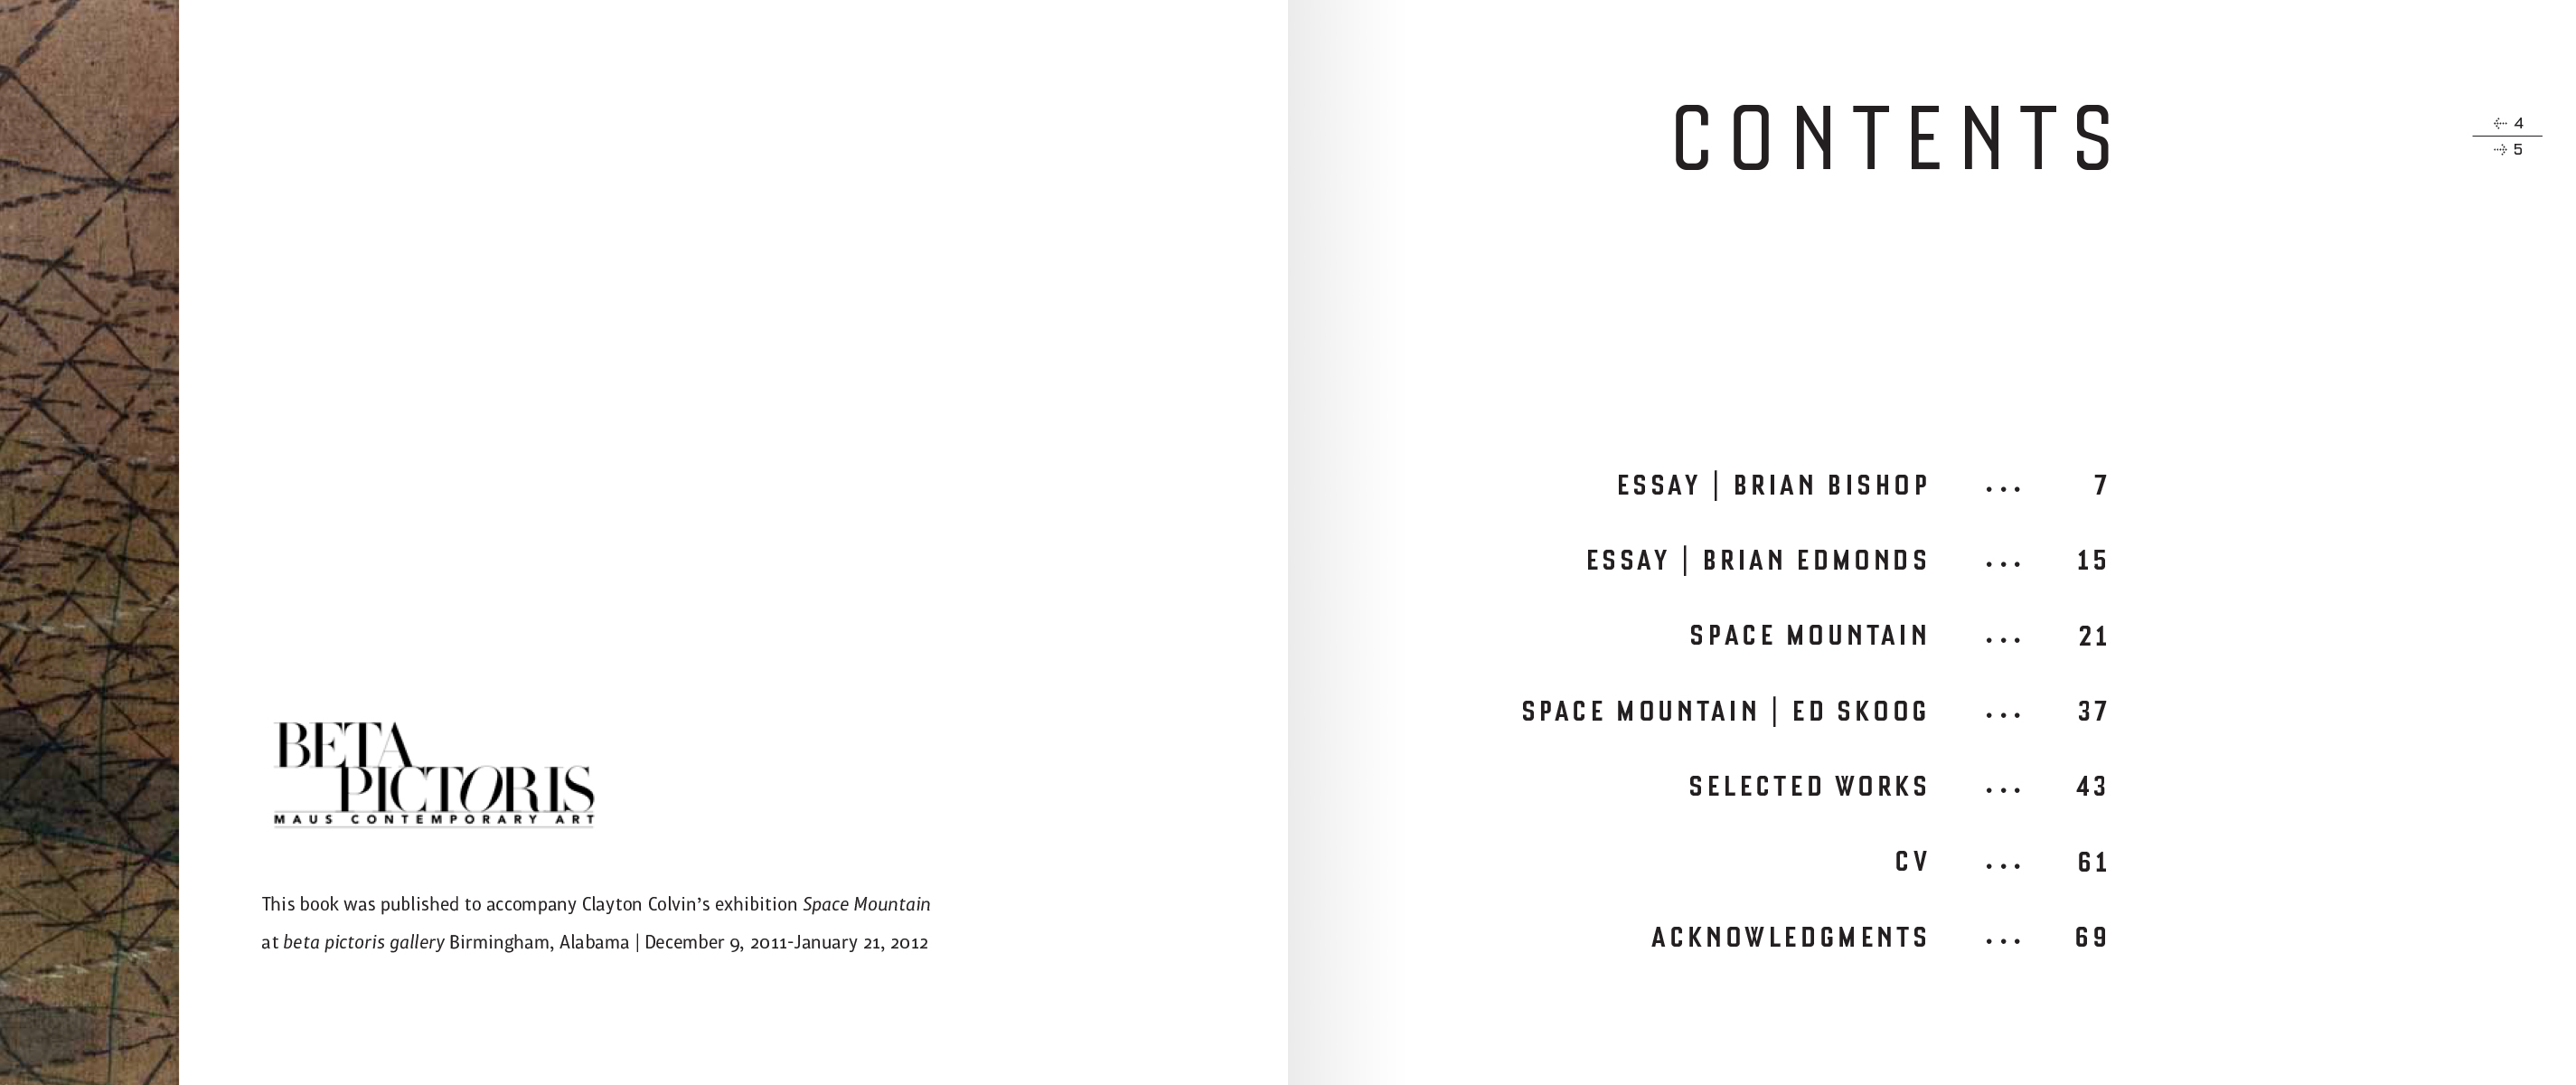 BETA
PICTORIS
MAUS CONTEMPORARY ART
This book was published to accompany Clayton Colvin’s exhibition Space Mountain
at beta pictoris gallery Birmingham, Alabama | December 9, 2011-January 21, 2012
CONTENTS
4
5
ESSAY | BRIAN BISHOP ... 7
ESSAY | BRIAN EDMONDS ... 15
SPACE MOUNTAIN ... 21
SPACE MOUNTAIN | ED SKOOG ... 37
SELECTED WORKS ... 43
CV ... 61
ACKNOWLEDGMENTS ... 69